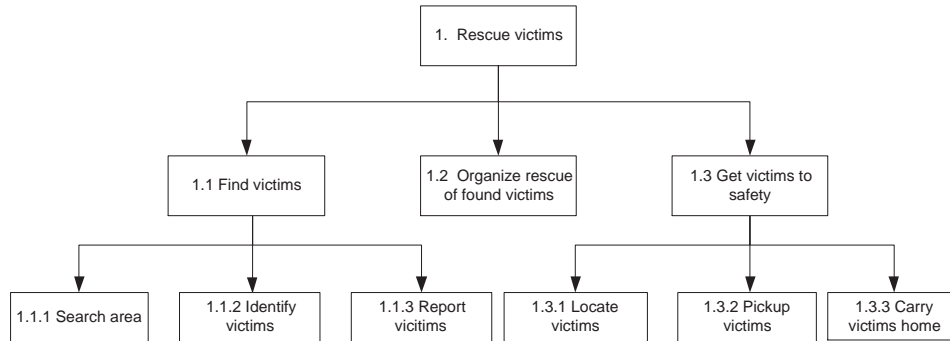 1. Rescue victims
1.1 Find victims
1.2 Organize rescue
of found victims
1.3 Get victims to
safety
1.1.1 Search area
1.1.2 Identify
victims
1.1.3 Report
vicitims
1.3.1 Locate
victims
1.3.2 Pickup
victims
1.3.3 Carry
victims home